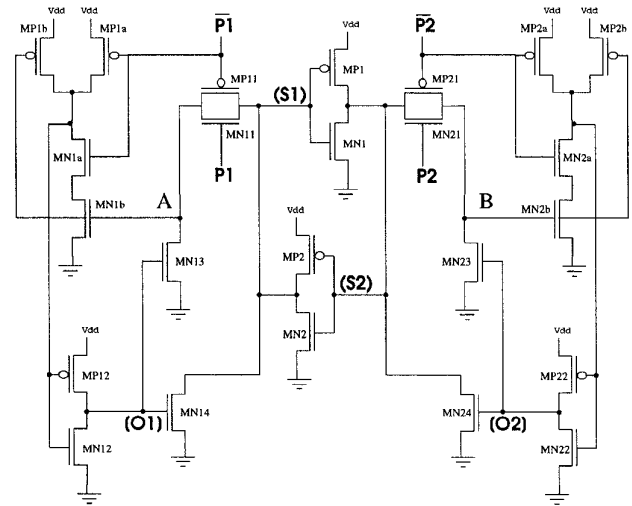 Vdd Vdd Vdd Vdd Vdd
MP1b MP1a P1 P2 MP2a MP2b
MP11 (S1) MP1 MP21
MN11 MN1 MN21
MN1a P1 P2 MN2a
MN1b A B MN2b
Vdd
MN13 MP2 (S2) MN23
Vdd MN2 Vdd
MP12 MP22
MN14 MN24
(O1) (O2)
MN12 MN22